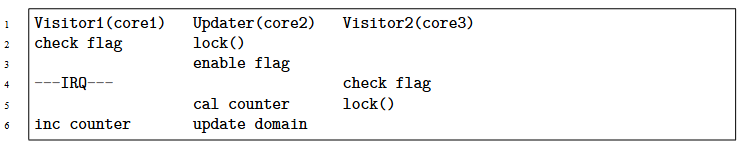 1 Visitor1(core1) Updater(core2) Visitor2(core3)
2 check flag lock()
3 enable flag
4 ---IRQ--- check flag
5 cal counter lock()
6 inc counter update domain